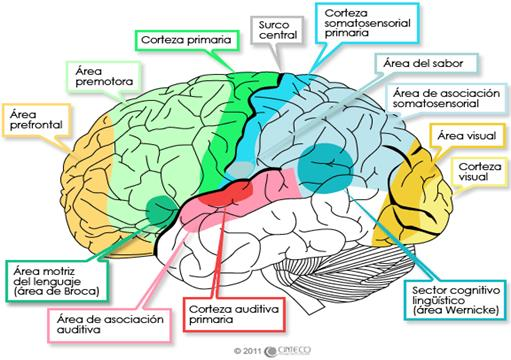 Corteza
somatosensorial
primaria
Surco
central
Corteza primaria
Área del sabor
Área
premotora
Área de asociación
somatosensorial
Área
prefrontal
Área visual
Corteza
visual
Área motriz
del lenguaje
(área de Broca)
Sector cognitivo
lingüístico
(área Wernicke)
Corteza auditiva
primaria
Área de asociación
auditiva
© 2011 CINTECO